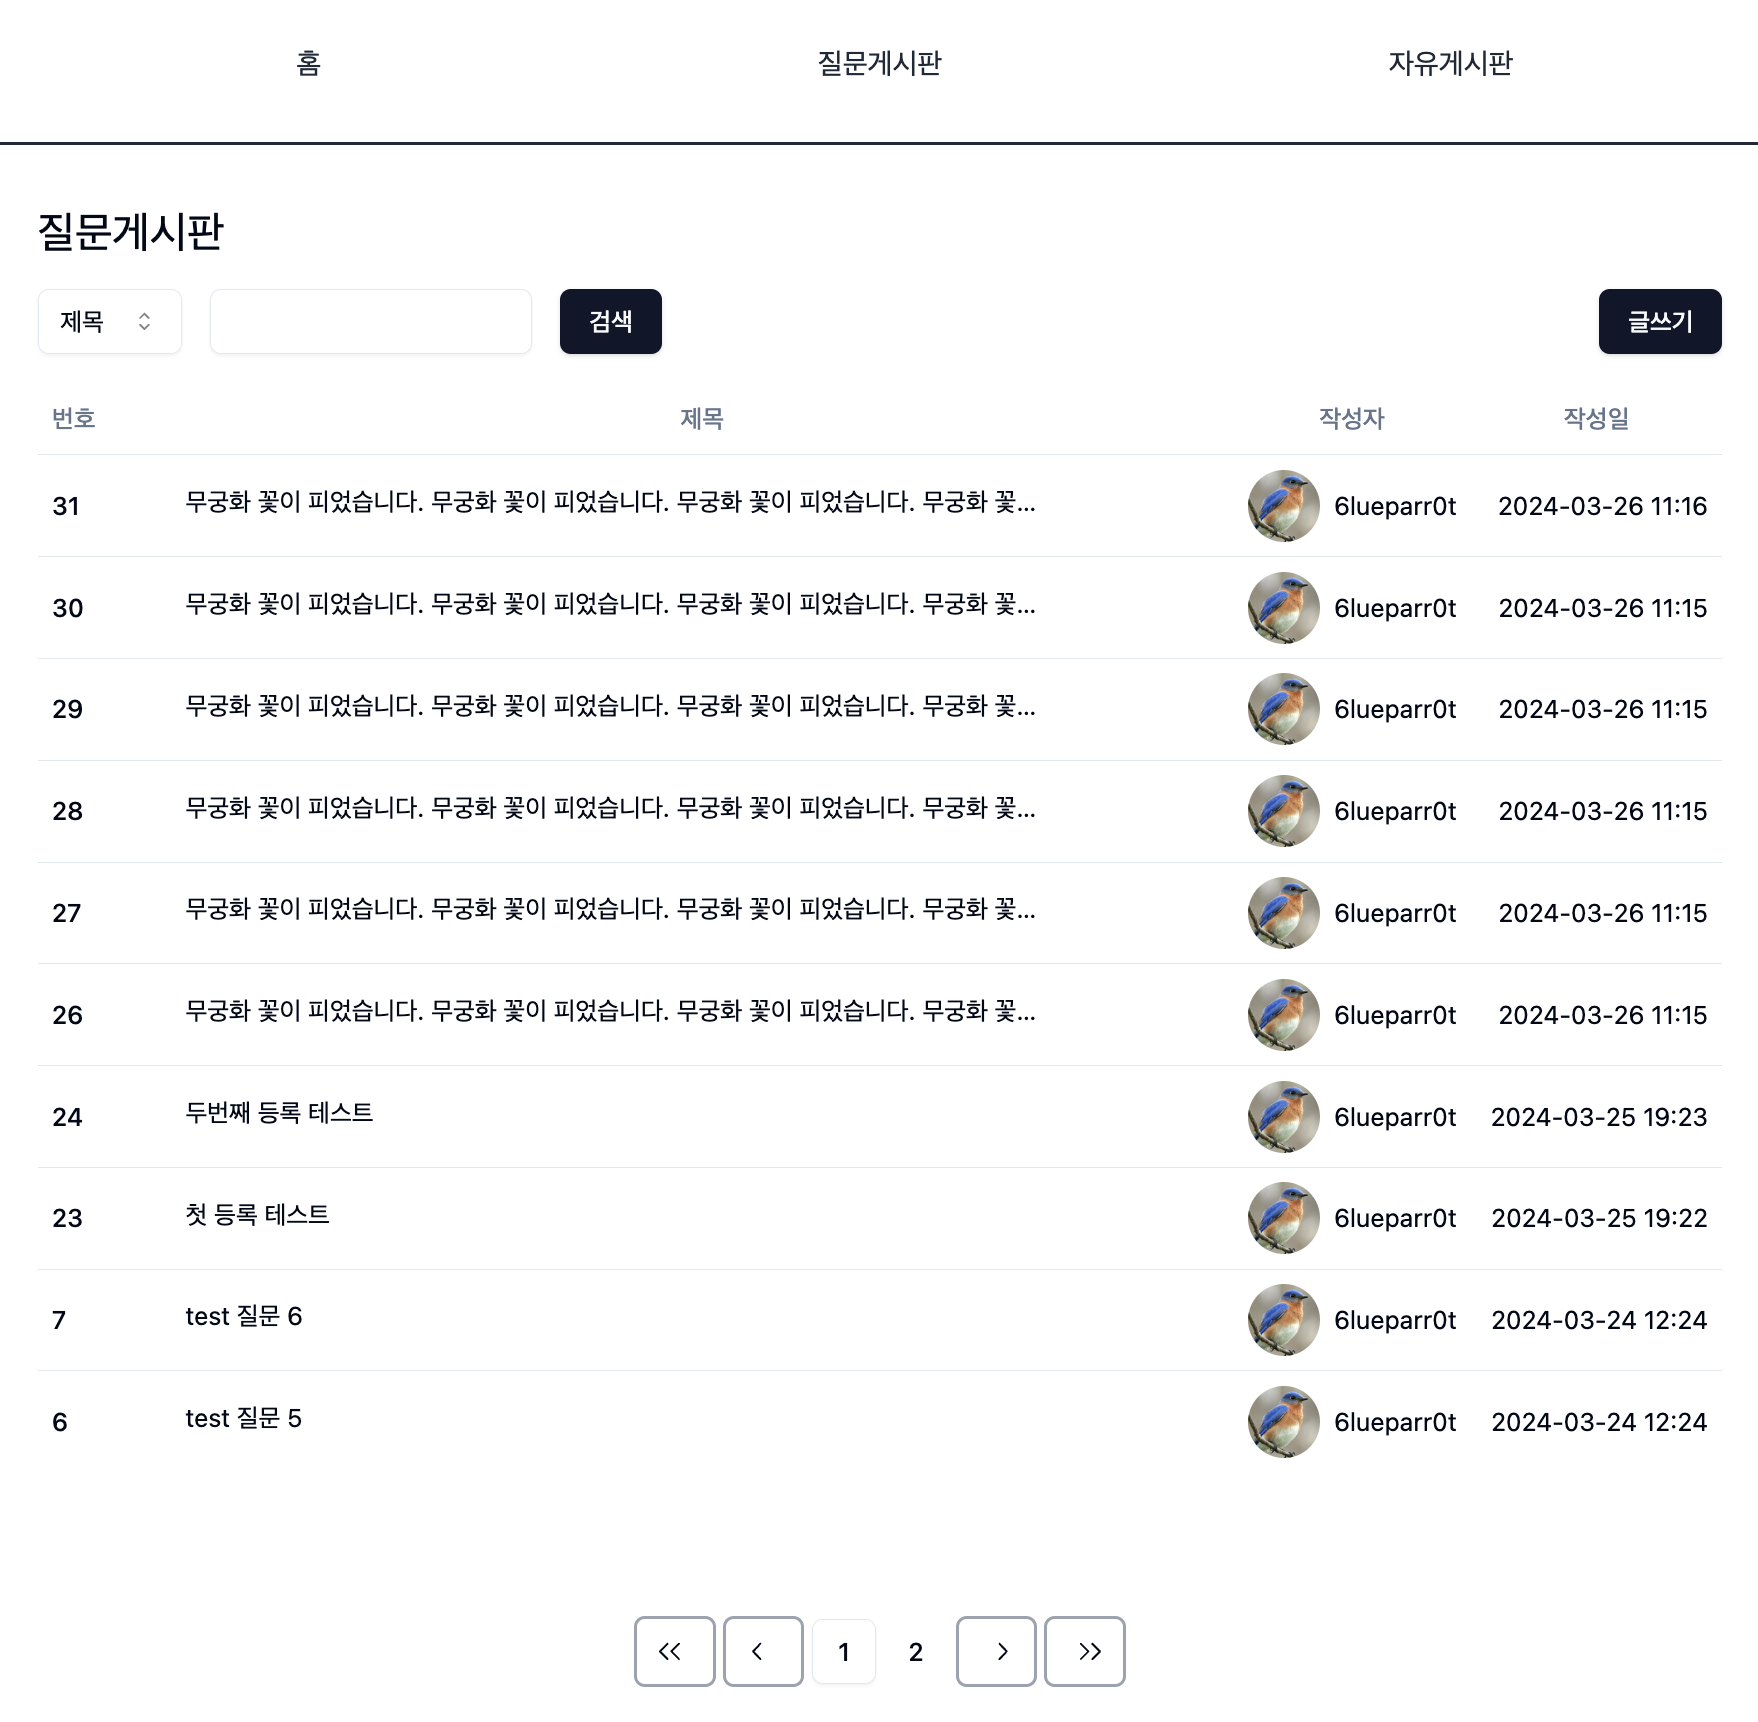 홈 질문게시판 자유게시판
질문게시판
제목 검색 글쓰기
번호 제목 작성자 작성일
31 무궁화 꽃이 피었습니다. 무궁화 꽃이 피었습니다. 무궁화 꽃이 피었습니다. 무궁화 꽃... 6lueparr0t 2024-03-26 11:16
30 무궁화 꽃이 피었습니다. 무궁화 꽃이 피었습니다. 무궁화 꽃이 피었습니다. 무궁화 꽃... 6lueparr0t 2024-03-26 11:15
29 무궁화 꽃이 피었습니다. 무궁화 꽃이 피었습니다. 무궁화 꽃이 피었습니다. 무궁화 꽃... 6lueparr0t 2024-03-26 11:15
28 무궁화 꽃이 피었습니다. 무궁화 꽃이 피었습니다. 무궁화 꽃이 피었습니다. 무궁화 꽃... 6lueparr0t 2024-03-26 11:15
27 무궁화 꽃이 피었습니다. 무궁화 꽃이 피었습니다. 무궁화 꽃이 피었습니다. 무궁화 꽃... 6lueparr0t 2024-03-26 11:15
26 무궁화 꽃이 피었습니다. 무궁화 꽃이 피었습니다. 무궁화 꽃이 피었습니다. 무궁화 꽃... 6lueparr0t 2024-03-26 11:15
24 두번째 등록 테스트 6lueparr0t 2024-03-25 19:23
23 첫 등록 테스트 6lueparr0t 2024-03-25 19:22
7 test 질문 6 6lueparr0t 2024-03-24 12:24
6 test 질문 5 6lueparr0t 2024-03-24 12:24
1 2